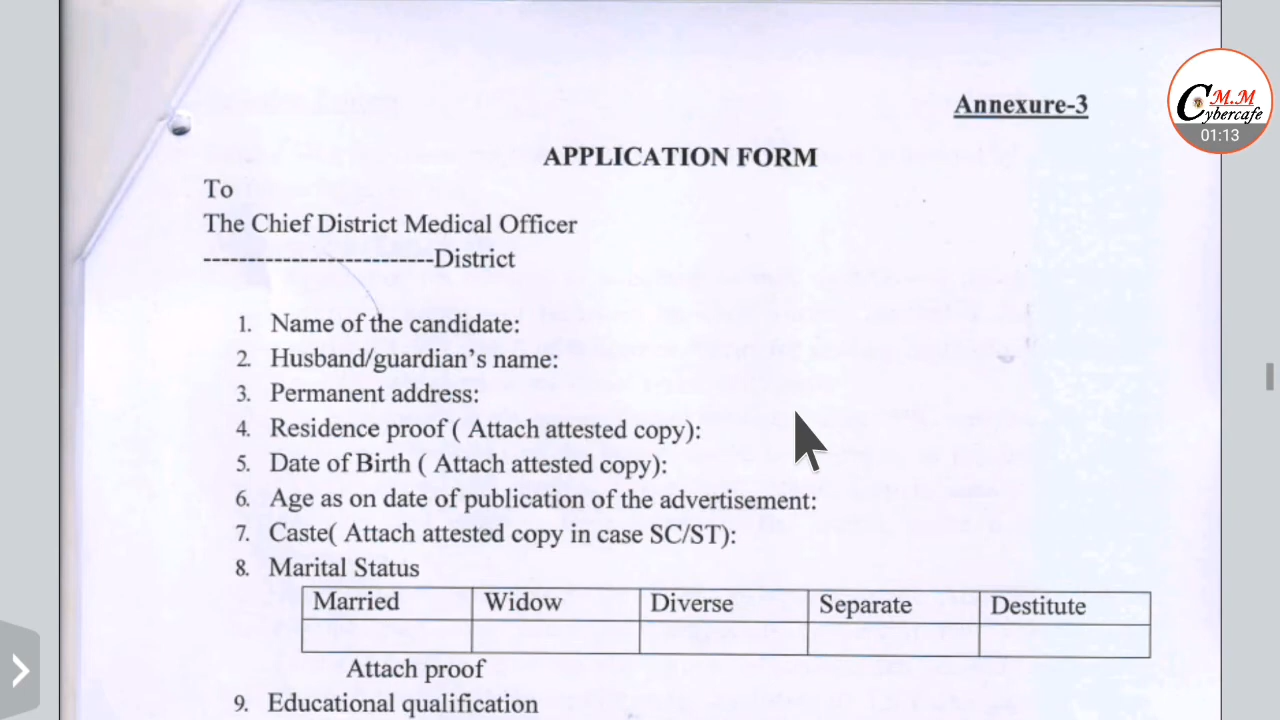 Annexure-3
APPLICATION FORM
To
The Chief District Medical Officer
--------------------------District
1. Name of the candidate:
2. Husband/guardian's name:
3. Permanent address:
4. Residence proof ( Attach attested copy):
5. Date of Birth ( Attach attested copy):
6. Age as on date of publication of the advertisement:
7. Caste( Attach attested copy in case SC/ST):
8. Marital Status
Married Widow Diverse Separate Destitute
Attach proof
9. Educational qualification
M.M
Cybercafe
01:13